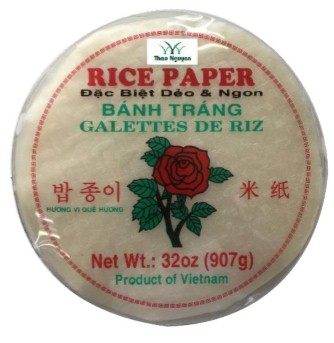 Thao Nguyen
RICE PAPER
Đặc Biệt Dẻo & Ngon
BÁNH TRÁNG
GALETTES DE RIZ
밥종이
米纸
HƯƠNG VỊ QUÊ HƯƠNG
Net Wt.: 32oz (907g)
Product of Vietnam